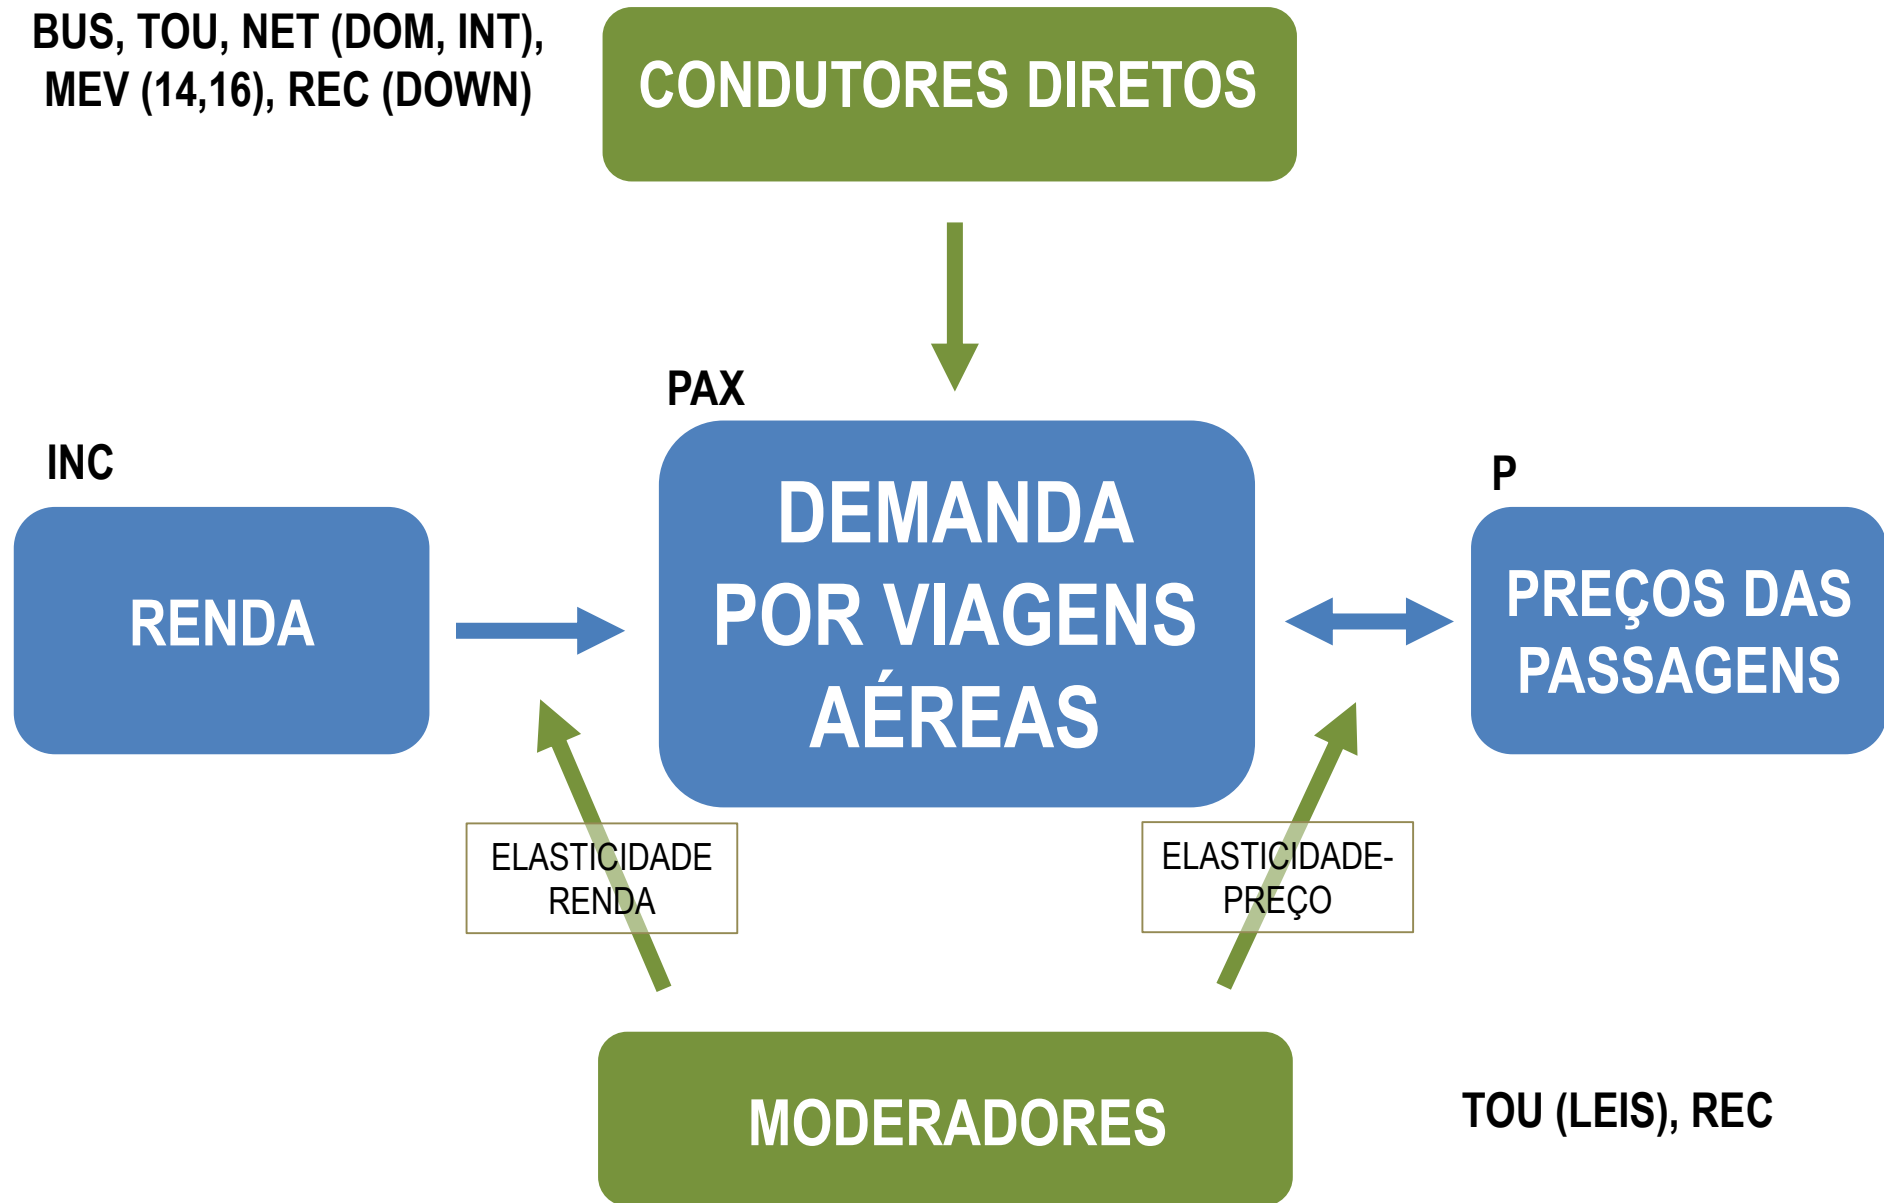 BUS, TOU, NET (DOM, INT),
MEV (14,16), REC (DOWN)
CONDUTORES DIRETOS
PAX
INC
P
RENDA
DEMANDA
POR VIAGENS
AÉREAS
PREÇOS DAS
PASSAGENS
ELASTICIDADE
RENDA
ELASTICIDADE-
PREÇO
MODERADORES
TOU (LEIS), REC